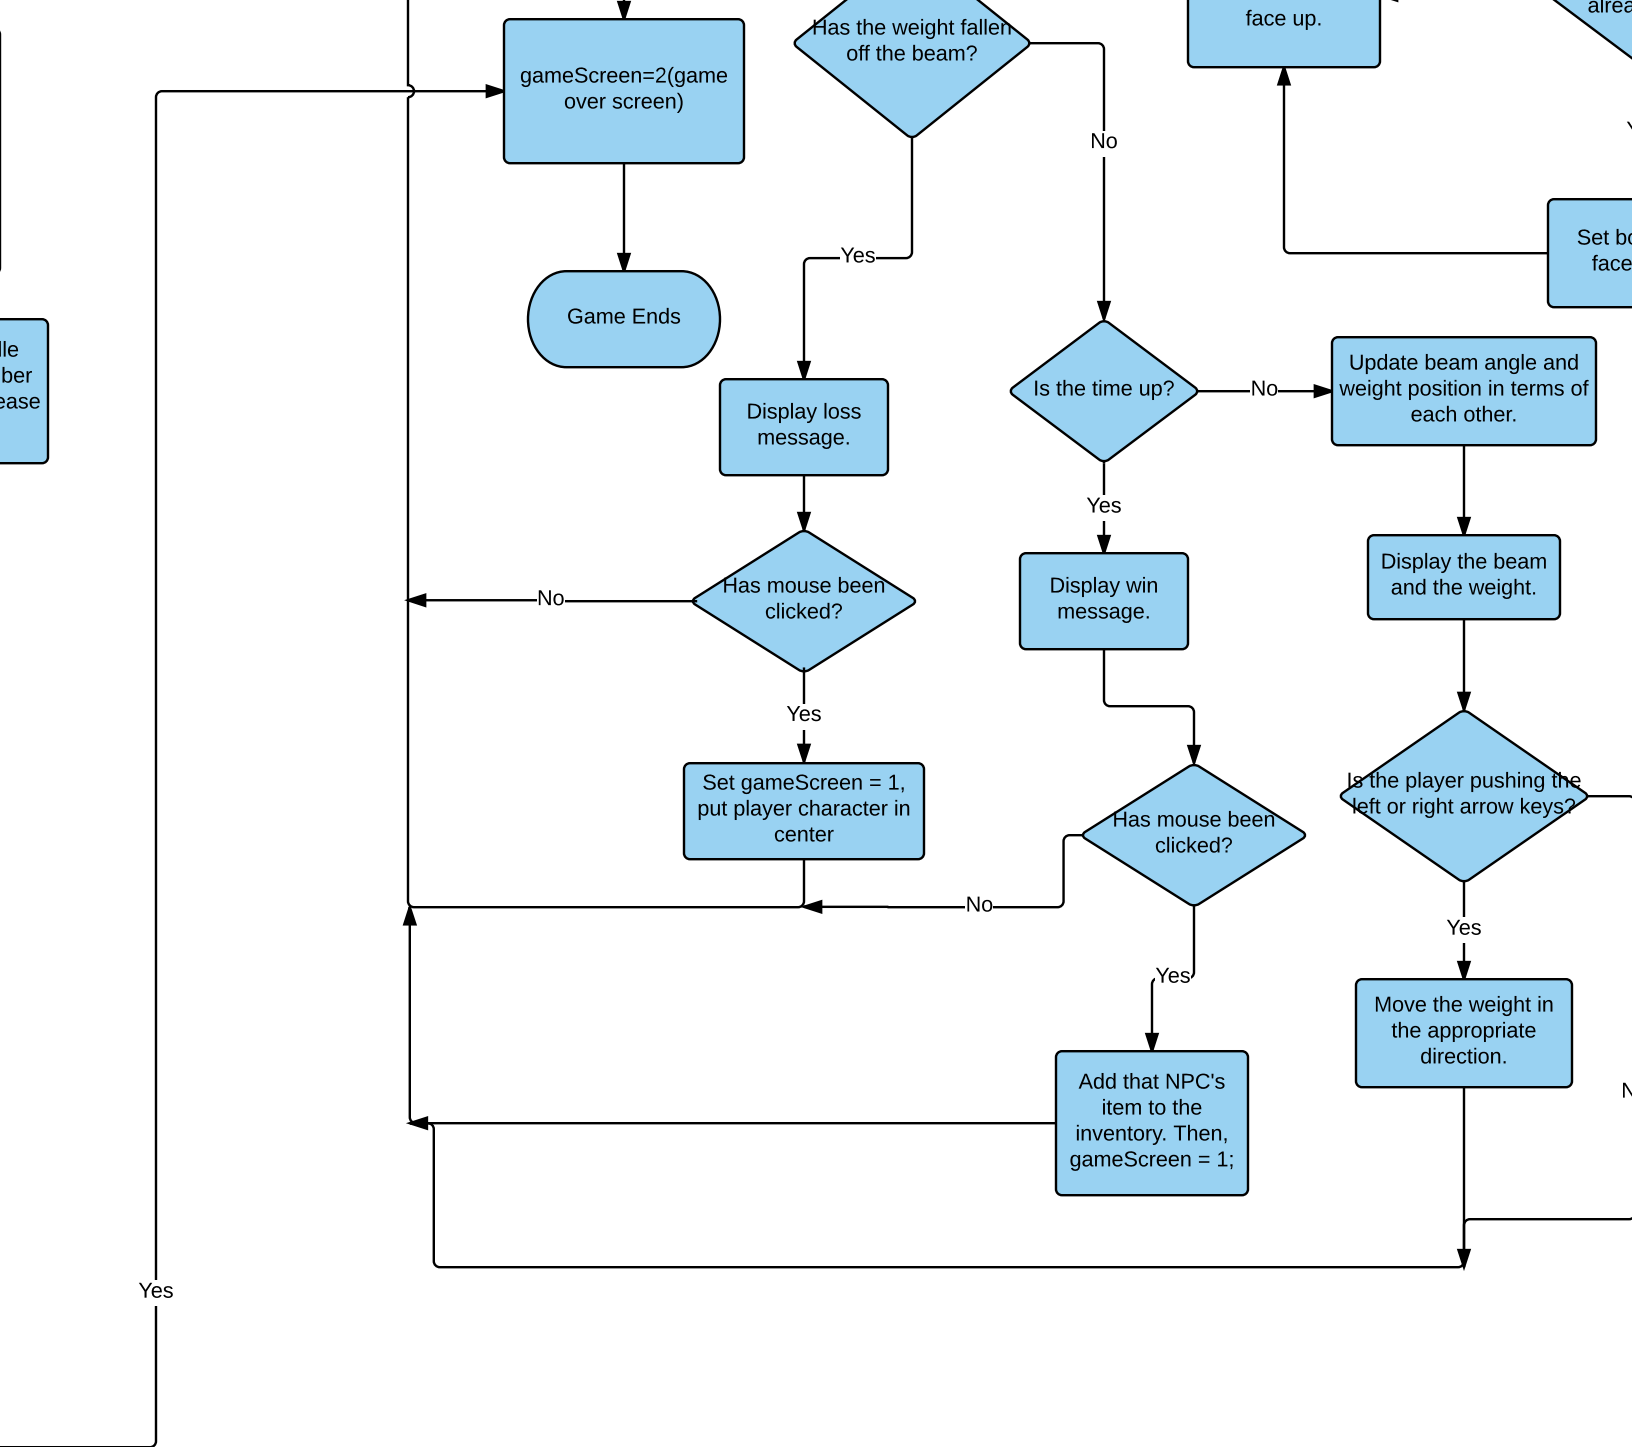 Has the weight fallen
off the beam?
face up.
gameScreen=2(game
over screen)
No
Yes
Set
face
Game Ends
ber
Update beam angle and
weight position in terms of
each other.
Is the time up?
No
Display loss
message.
Yes
Display the beam
and the weight.
Has mouse been
clicked?
No
Display win
message.
Yes
Set gameScreen = 1,
put player character in
center
Has mouse been
clicked?
Is the player pushing the
left or right arrow keys?
No
Yes
Yes
Move the weight in
the appropriate
direction.
Add that NPC's
item to the
inventory. Then,
gameScreen = 1;
Yes